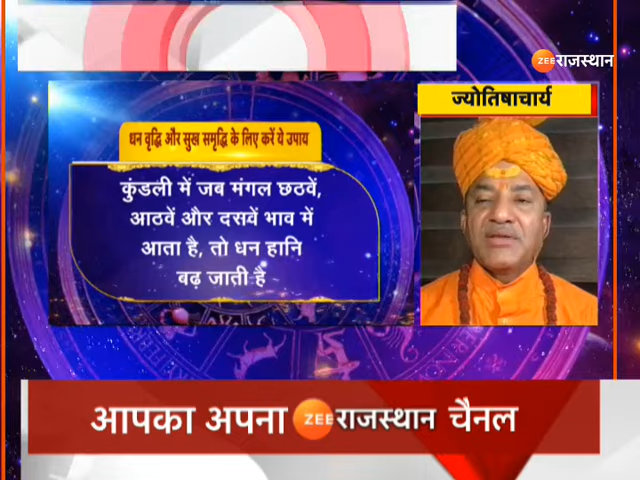 ZEE राजस्थान
ज्योतिषाचार्य
धन वृद्धि और सुख समृद्धि के लिए करें ये उपाय
कुंडली में जब मंगल छठवें,
आठवें और दसवें भाव में
आता है, तो धन हानि
बढ़ जाती है
आपका अपना ZEE राजस्थान चैनल